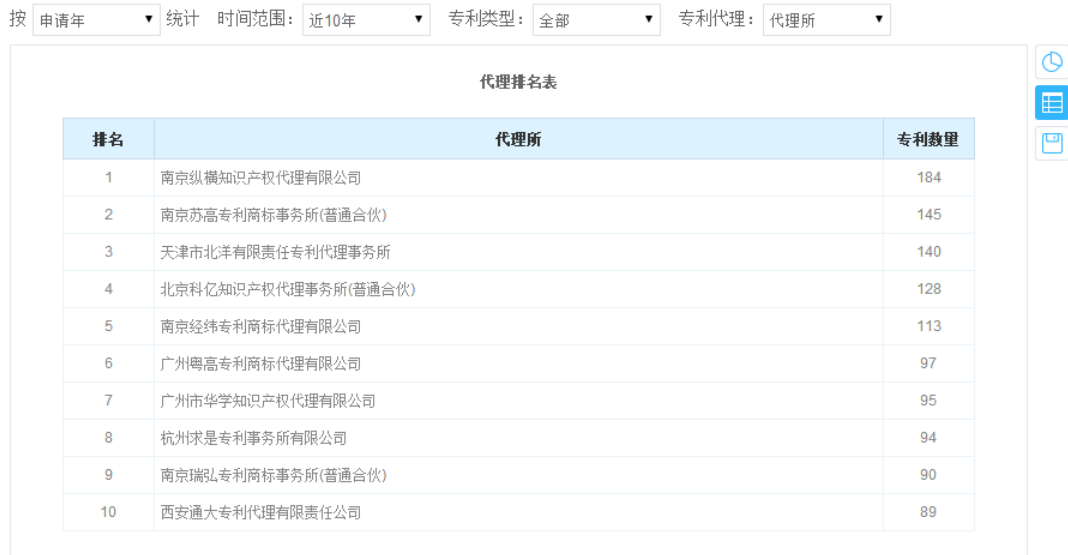 按 申请年 统计 时间范围： 近10年 专利类型： 全部 专利代理： 代理所
代理排名表
排名 代理所 专利数量
1 南京纵横知识产权代理有限公司 184
2 南京苏高专利商标事务所(普通合伙) 145
3 天津市北洋有限责任专利代理事务所 140
4 北京科亿知识产权代理事务所(普通合伙) 128
5 南京经纬专利商标代理有限公司 113
6 广州粤高专利商标代理有限公司 97
7 广州市华学知识产权代理有限公司 95
8 杭州求是专利事务所有限公司 94
9 南京瑞弘专利商标事务所(普通合伙) 90
10 西安通大专利代理有限责任公司 89